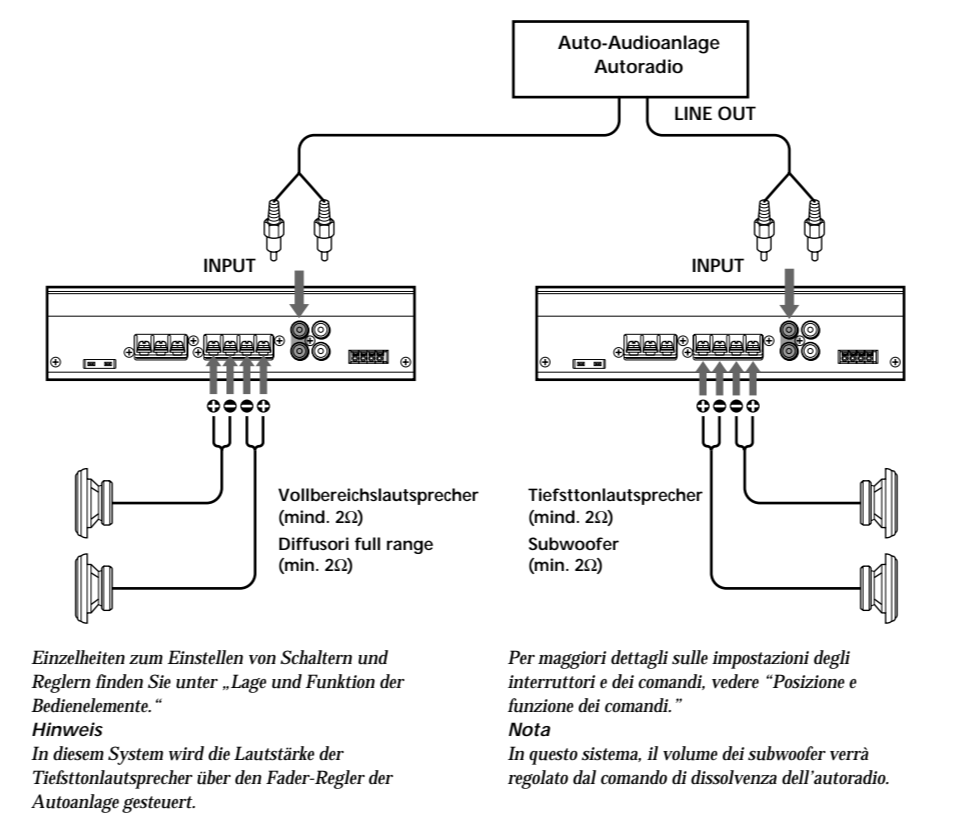 Auto-Audioanlage
Autoradio
LINE OUT
INPUT
INPUT
Vollbereichslautsprecher
(mind. 2Ω)
Diffusori full range
(min. 2Ω)
Tiefsttonlautsprecher
(mind. 2Ω)
Subwoofer
(min. 2Ω)
Einzelheiten zum Einstellen von Schaltern und
Reglern finden Sie unter „Lage und Funktion der
Bedienelemente.“
Hinweis
In diesem System wird die Lautstärke der
Tiefsttonlautsprecher über den Fader-Regler der
Autoanlage gesteuert.
Per maggiori dettagli sulle impostazioni degli
interruttori e dei comandi, vedere “Posizione e
funzione dei comandi.”
Nota
In questo sistema, il volume dei subwoofer verrà
regolato dal comando di dissolvenza dell’autoradio.